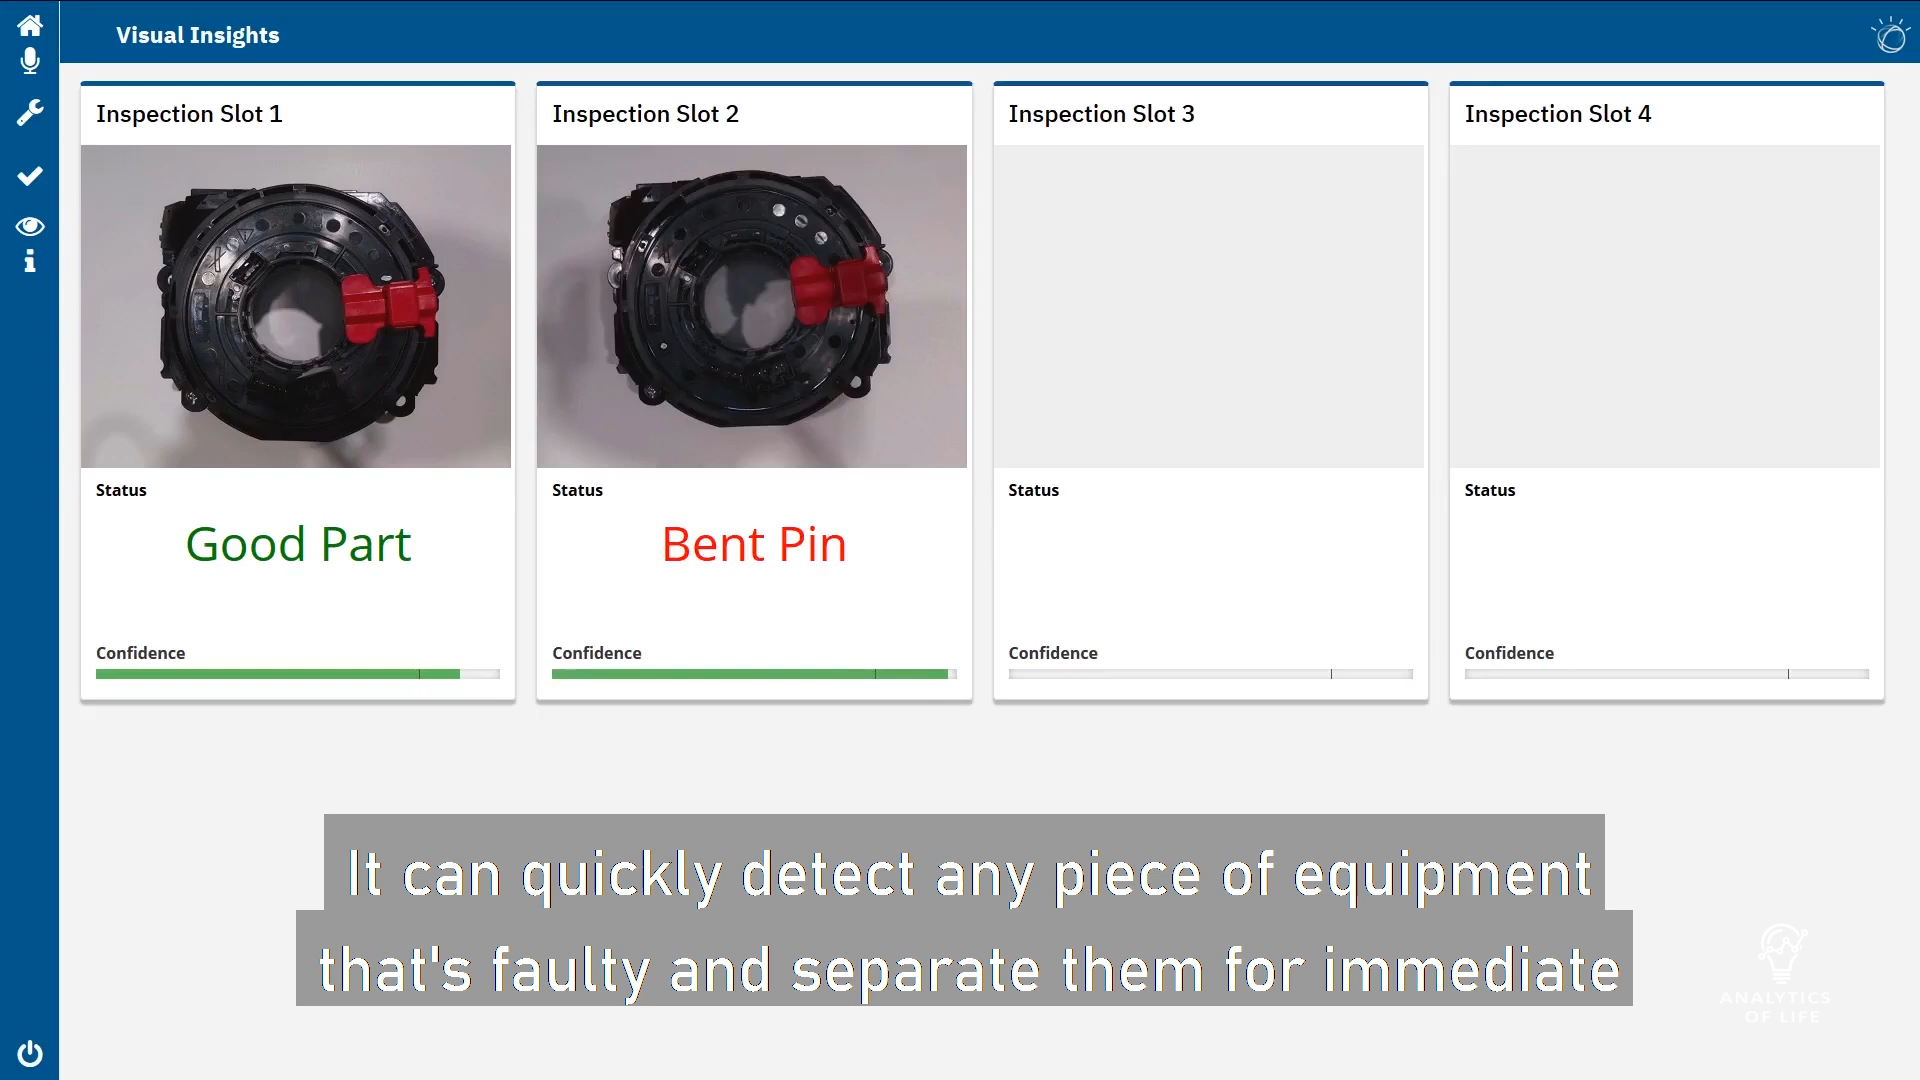 Visual Insights
Inspection Slot 1
Inspection Slot 2
Inspection Slot 3
Inspection Slot 4
Status
Status
Status
Status
Good Part
Bent Pin
Confidence
Confidence
Confidence
Confidence
It can quickly detect any piece of equipment
that's faulty and separate them for immediate
ANALYTICS
OF LIFE